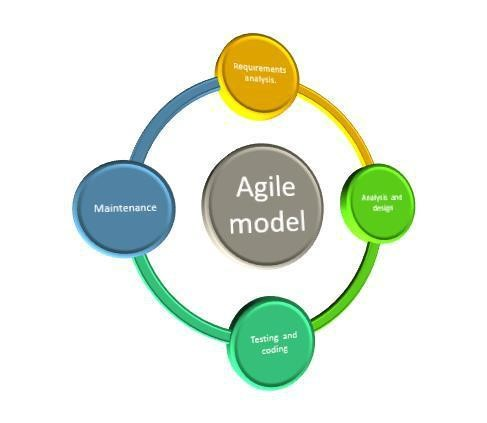 Requirements
analysis.
Analysis and
design
Agile
model
Maintenance
Testing and
coding